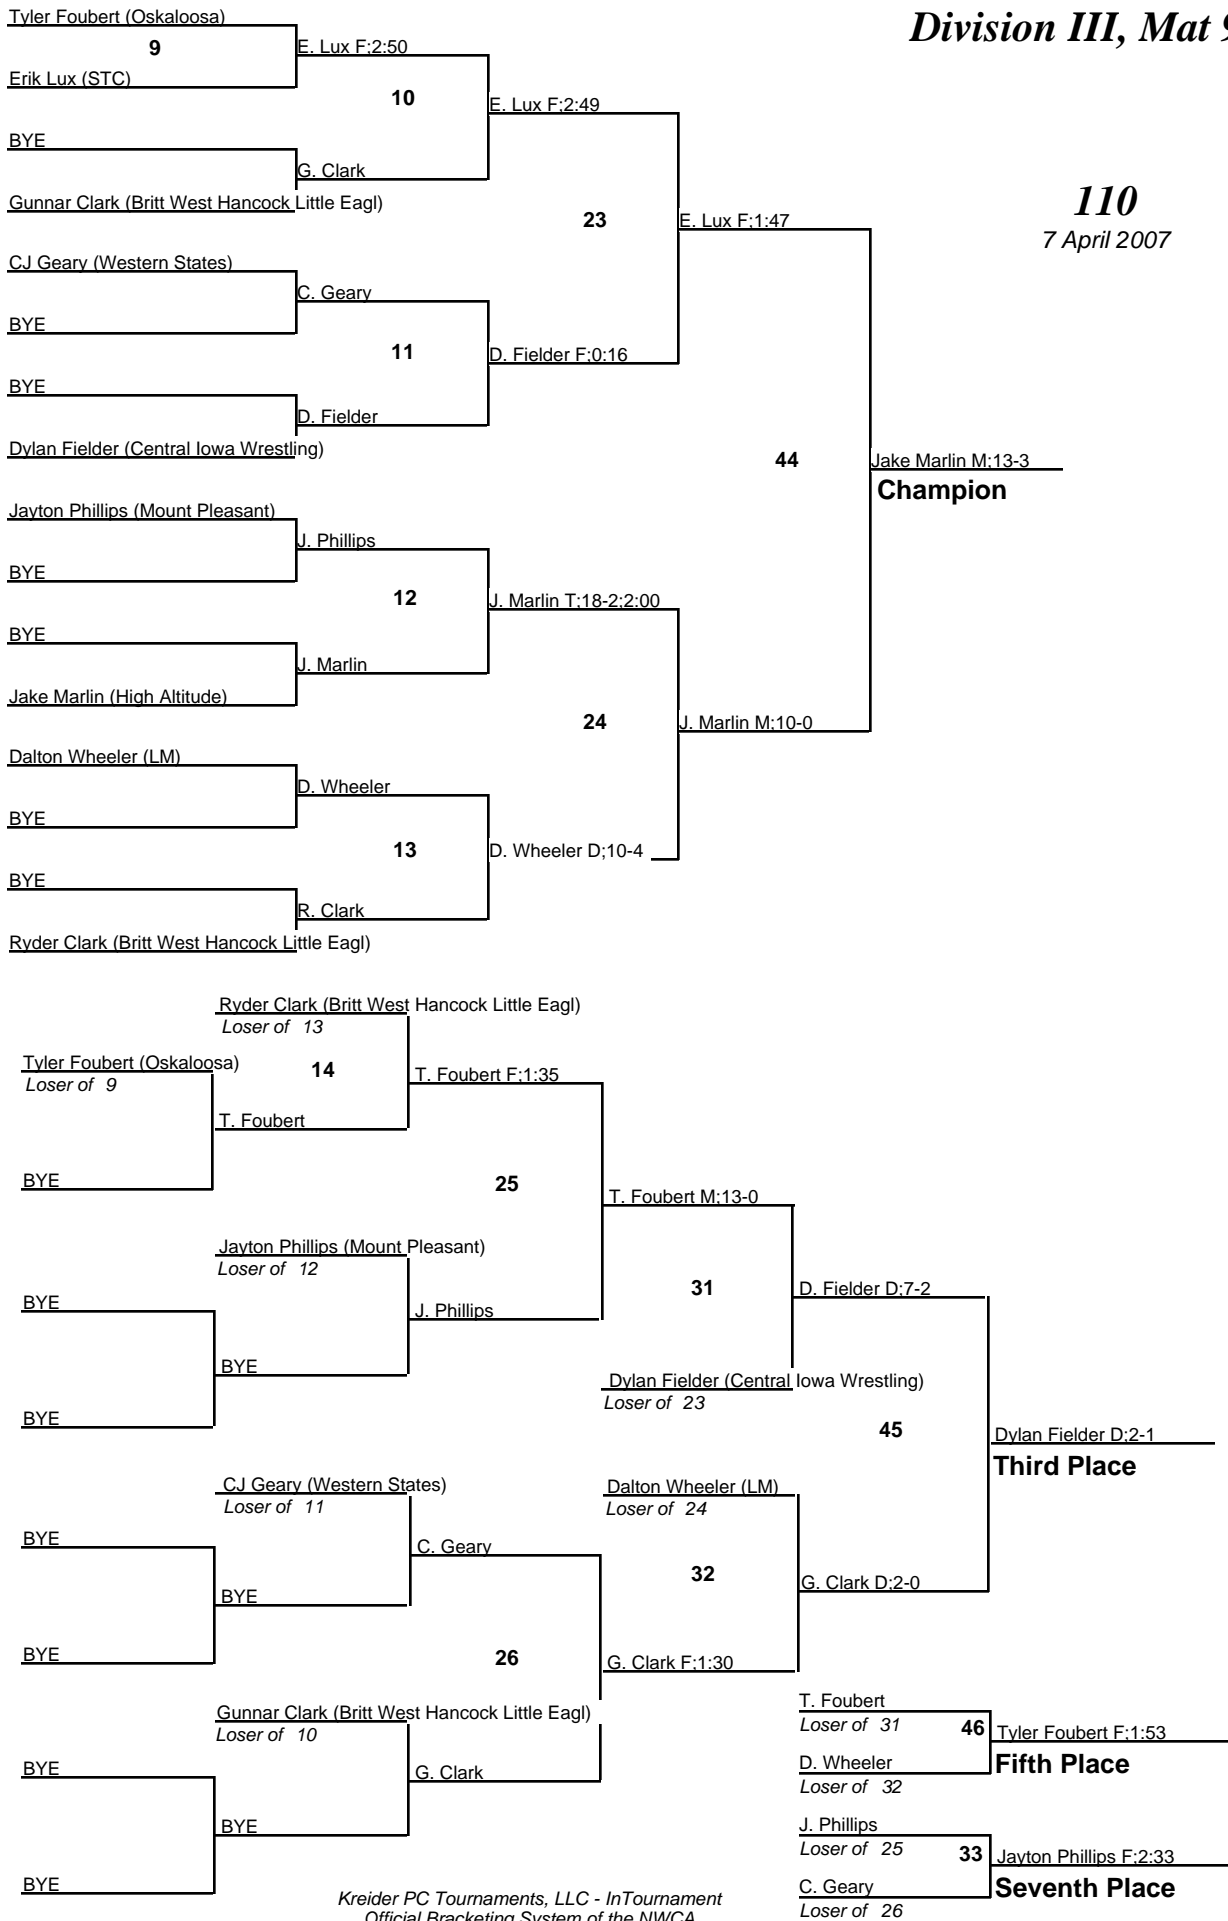 Tyler Foubert (Oskaloosa)
Division III, Mat 9
9
E. Lux F;2:50
Erik Lux (STC)
10
E. Lux F;2:49
BYE
G. Clark
Gunnar Clark (Britt West Hancock Little Eagl)
23
E. Lux F;1:47
110
7 April 2007
CJ Geary (Western States)
C. Geary
BYE
11
D. Fielder F;0:16
BYE
D. Fielder
Dylan Fielder (Central Iowa Wrestling)
44
Jake Marlin M;13-3
Champion
Jayton Phillips (Mount Pleasant)
J. Phillips
BYE
12
J. Marlin T;18-2;2:00
BYE
J. Marlin
Jake Marlin (High Altitude)
24
J. Marlin M;10-0
Dalton Wheeler (LM)
D. Wheeler
BYE
13
D. Wheeler D;10-4
BYE
R. Clark
Ryder Clark (Britt West Hancock Little Eagl)
Ryder Clark (Britt West Hancock Little Eagl)
Loser of 13
Tyler Foubert (Oskaloosa)
Loser of 9
14
T. Foubert F;1:35
T. Foubert
BYE
25
T. Foubert M;13-0
Jayton Phillips (Mount Pleasant)
Loser of 12
31
D. Fielder D;7-2
BYE
J. Phillips
BYE
Dylan Fielder (Central Iowa Wrestling)
Loser of 23
BYE
45
Dylan Fielder D;2-1
Third Place
CJ Geary (Western States)
Loser of 11
Dalton Wheeler (LM)
Loser of 24
BYE
C. Geary
32
G. Clark D;2-0
BYE
BYE
26
G. Clark F;1:30
Gunnar Clark (Britt West Hancock Little Eagl)
Loser of 10
T. Foubert
Loser of 31
46
Tyler Foubert F;1:53
Fifth Place
BYE
G. Clark
D. Wheeler
Loser of 32
BYE
J. Phillips
Loser of 25
33
Jayton Phillips F;2:33
Seventh Place
BYE
C. Geary
Loser of 26
Kreider PC Tournaments, LLC - InTournament
Official Bracketing System of the NWCA